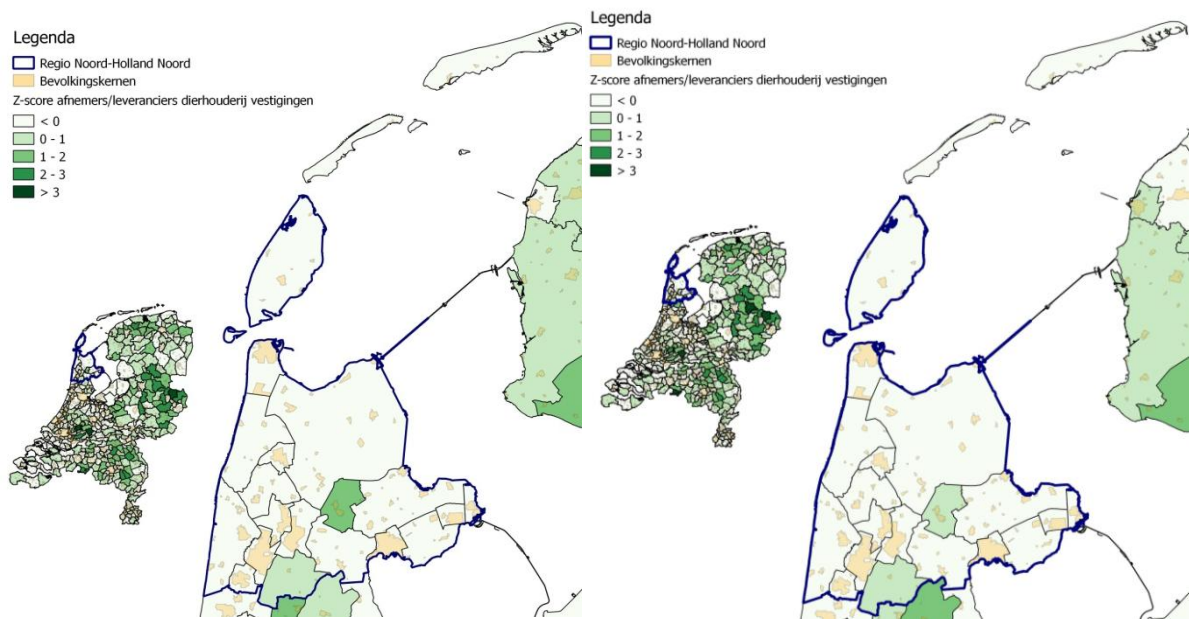 Legenda
Regio Noord-Holland Noord
Bevolkingskernen
Z-score afnemers/leveranciers dierhouderij vestigingen
< 0
0 - 1
1 - 2
2 - 3
> 3
Legenda
Regio Noord-Holland Noord
Bevolkingskernen
Z-score afnemers/leveranciers dierhouderij vestigingen
< 0
0 - 1
1 - 2
2 - 3
> 3